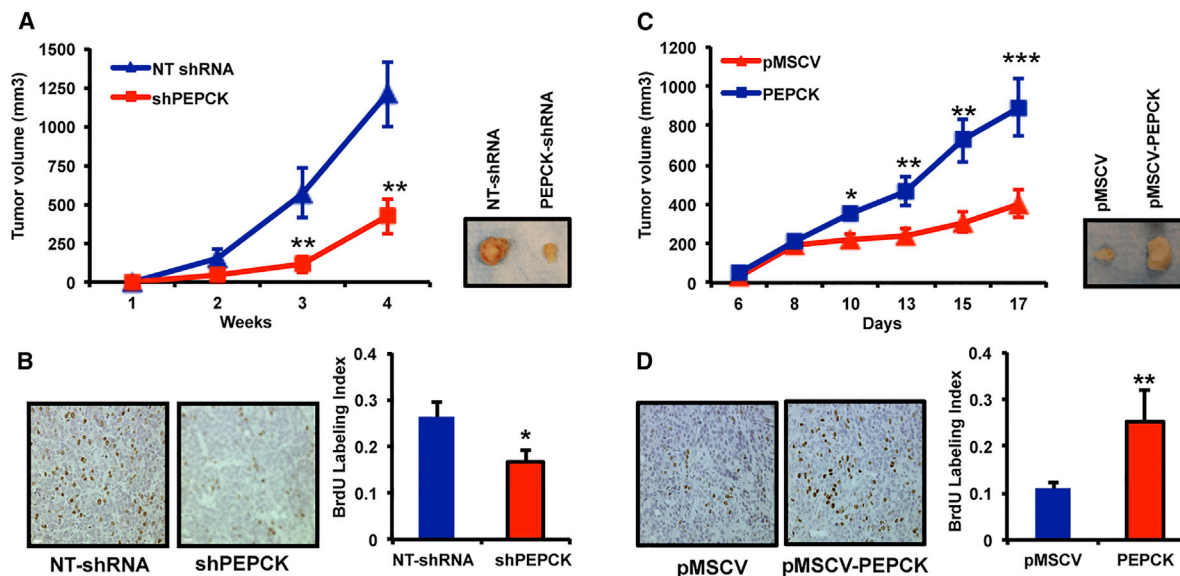 A
Tumor volume (mm3)
1500
1250
1000
750
500
250
0
NT shRNA
shPEPCK
**
**
1 2 3 4
Weeks
NT-shRNA
PEPCK-shRNA
C
Tumor volume (mm3)
1200
1000
800
600
400
200
0
pMSCV
PEPCK
*
**
**
***
6 8 10 13 15 17
Days
pMSCV
pMSCV-PEPCK
B
NT-shRNA shPEPCK
BrdU Labeling Index
0.4
0.3
0.2
0.1
0
*
NT-shRNA shPEPCK
D
pMSCV pMSCV-PEPCK
BrdU Labeling Index
0.4
0.3
0.2
0.1
0
**
pMSCV PEPCK